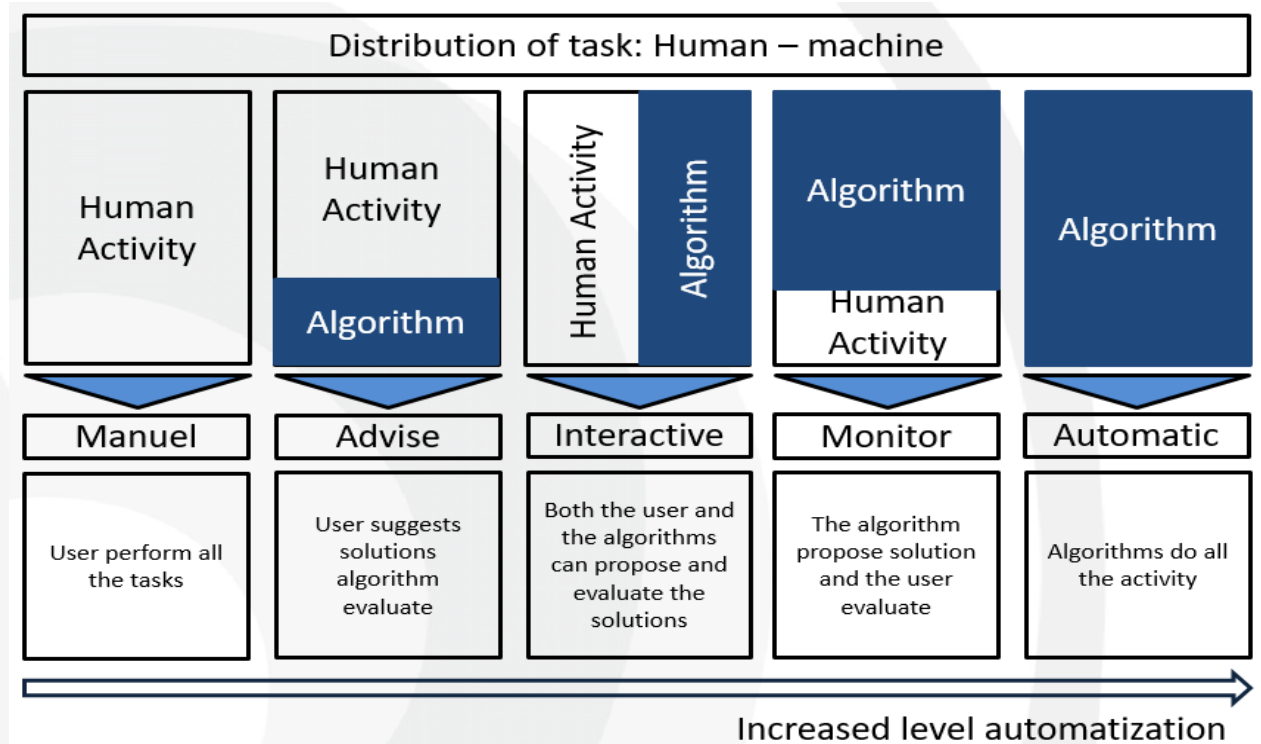 Distribution of task: Human – machine
Human
Activity
Human
Activity
Algorithm
Human Activity
Algorithm
Algorithm
Human
Activity
Algorithm
Manuel
Advise
Interactive
Monitor
Automatic
User perform all
the tasks
User suggests
solutions
algorithm
evaluate
Both the user and
the algorithms
can propose and
evaluate the
solutions
The algorithm
propose solution
and the user
evaluate
Algorithms do all
the activity
Increased level automatization